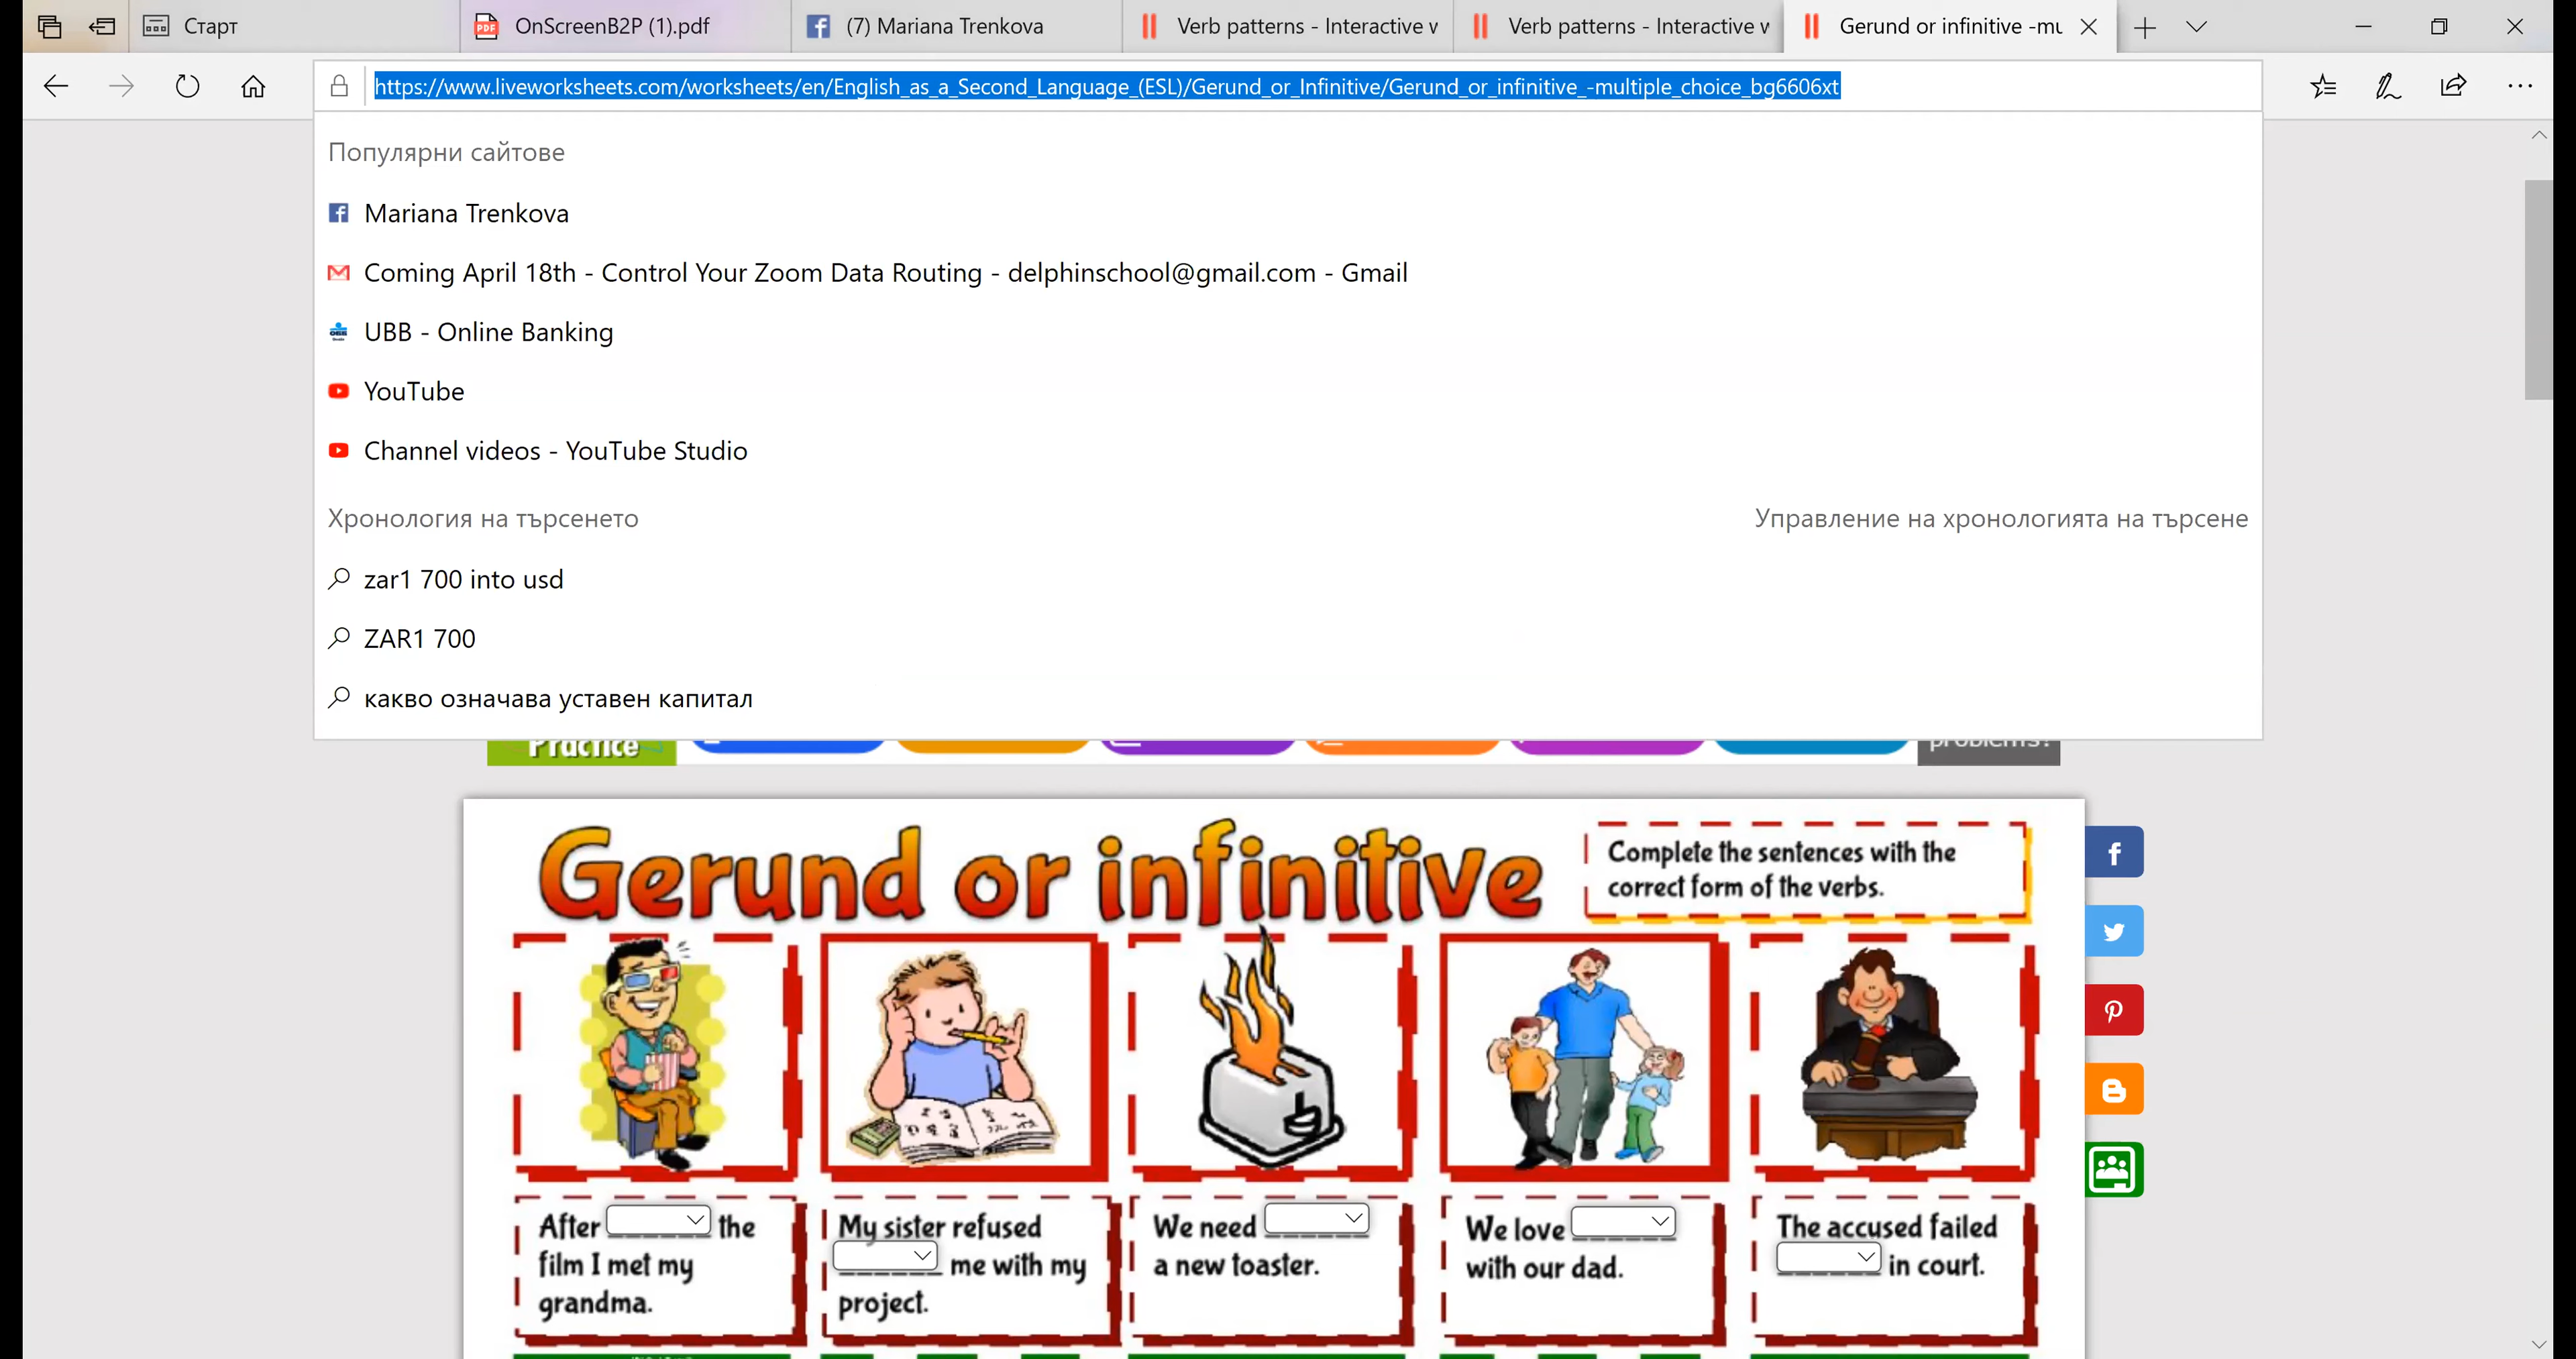 Старт
OnScreenB2P (1).pdf
(7) Mariana Trenkova
Verb patterns - Interactive w
Verb patterns - Interactive w
Gerund or infinitive -mu
https://www.liveworksheets.com/worksheets/en/English_as_a_Second_Language_(ESL)/Gerund_or_Infinitive/Gerund_or_infinitive_-multiple_choice_bg6606xt
Популярни сайтове
Mariana Trenkova
Coming April 18th - Control Your Zoom Data Routing - delphinschool@gmail.com - Gmail
UBB - Online Banking
YouTube
Channel videos - YouTube Studio
Хронология на търсенето
Управление на хронологията на търсене
zar1 700 into usd
ZAR1 700
какво означава уставен капитал
Practice
problems?
Gerund or infinitive
Complete the sentences with the
correct form of the verbs.
After the
film I met my
grandma.
My sister refused
me with my
project.
We need
a new toaster.
We love
with our dad.
The accused failed
in court.